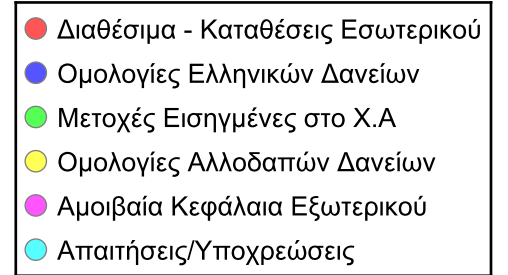 Διαθέσιμα - Καταθέσεις Εσωτερικού
Ομολογίες Ελληνικών Δανείων
Μετοχές Εισηγμένες στο Χ.Α
Ομολογίες Αλλοδαπών Δανείων
Αμοιβαία Κεφάλαια Εξωτερικού
Απαιτήσεις/Υποχρεώσεις